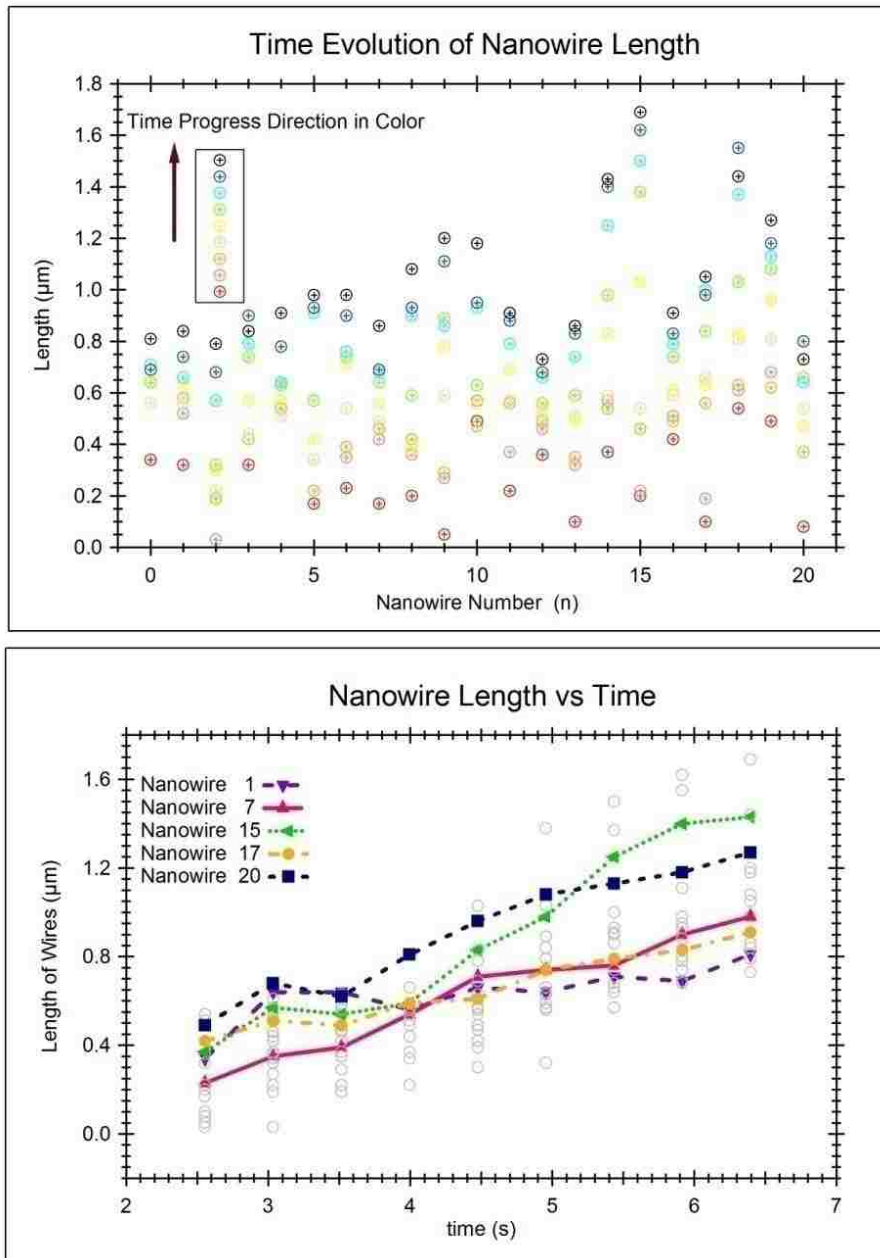 Time Evolution of Nanowire Length
1.8
1.6
1.4
1.2
1.0
0.8
0.6
0.4
0.2
0.0
Length (µm)
Time Progress Direction in Color
0 5 10 15 20
Nanowire Number (n)
Nanowire Length vs Time
1.6
1.2
0.8
0.4
0.0
Length of Wires (µm)
Nanowire 1
Nanowire 7
Nanowire 15
Nanowire 17
Nanowire 20
2 3 4 5 6 7
time (s)